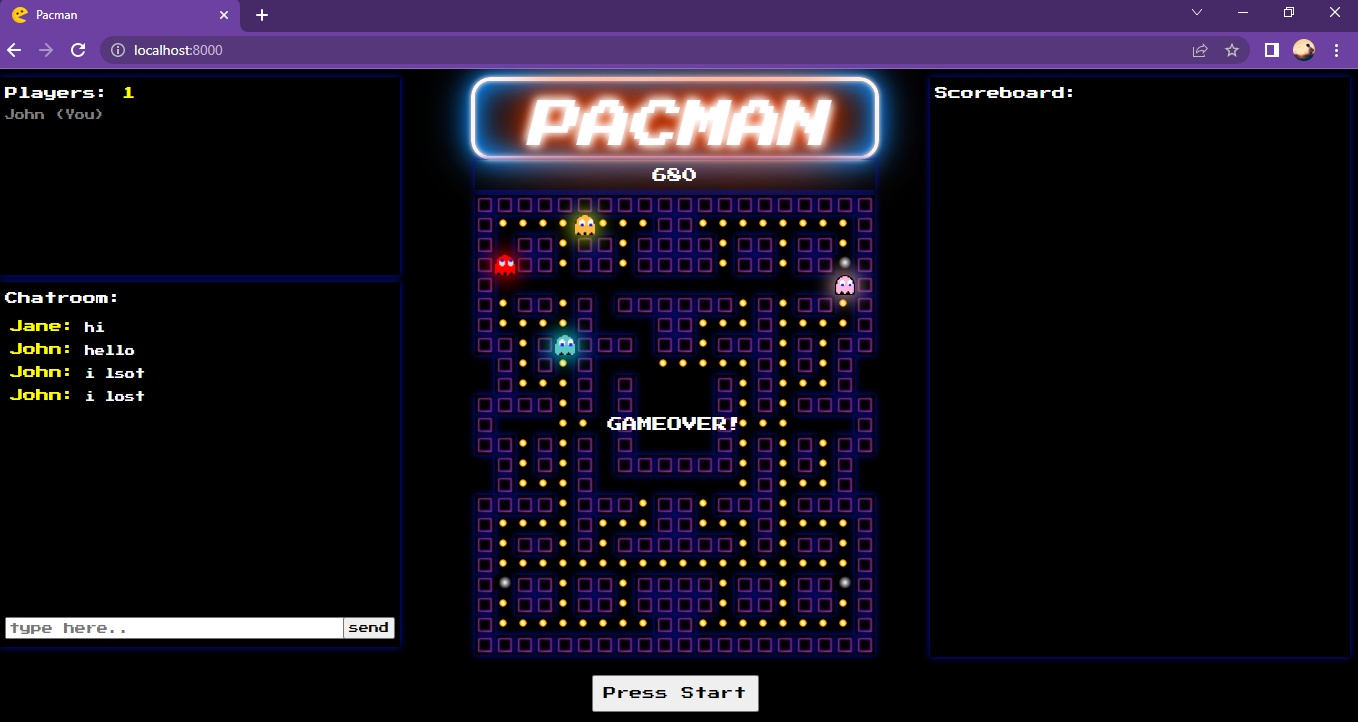 Pacman
localhost:8000
Players: 1
John (You)
Chatroom:
Jane: hi
John: hello
John: i lsot
John: i lost
type here..
send
PACMAN
680
GAMEOVER!
Press Start
Scoreboard: